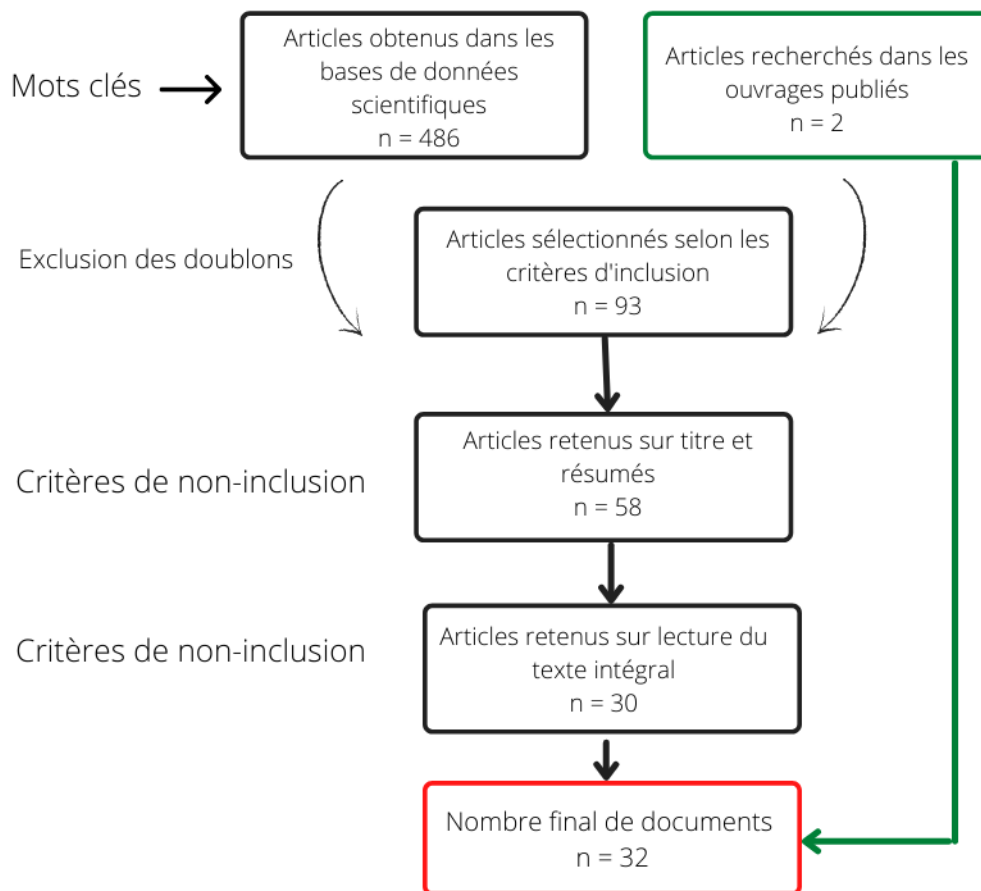 Mots clés
Articles obtenus dans les
bases de données
scientifiques
n = 486
Articles recherchés dans les
ouvrages publiés
n = 2
Exclusion des doublons
Articles sélectionnés selon les
critères d'inclusion
n = 93
Critères de non-inclusion
Articles retenus sur titre et
résumés
n = 58
Critères de non-inclusion
Articles retenus sur lecture du
texte intégral
n = 30
Nombre final de documents
n = 32